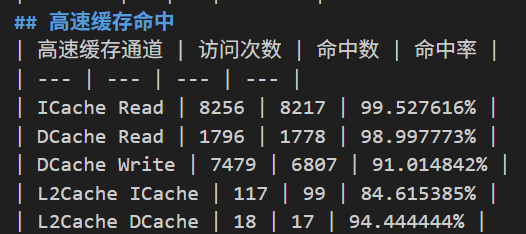 ## 高速缓存命中
| 高速缓存通道 | 访问次数 | 命中数 | 命中率 |
| --- | --- | --- | --- |
| ICache Read | 8256 | 8217 | 99.527616% |
| DCache Read | 1796 | 1778 | 98.997773% |
| DCache Write | 7479 | 6807 | 91.014842% |
| L2Cache ICache | 117 | 99 | 84.615385% |
| L2Cache DCache | 18 | 17 | 94.444444% |